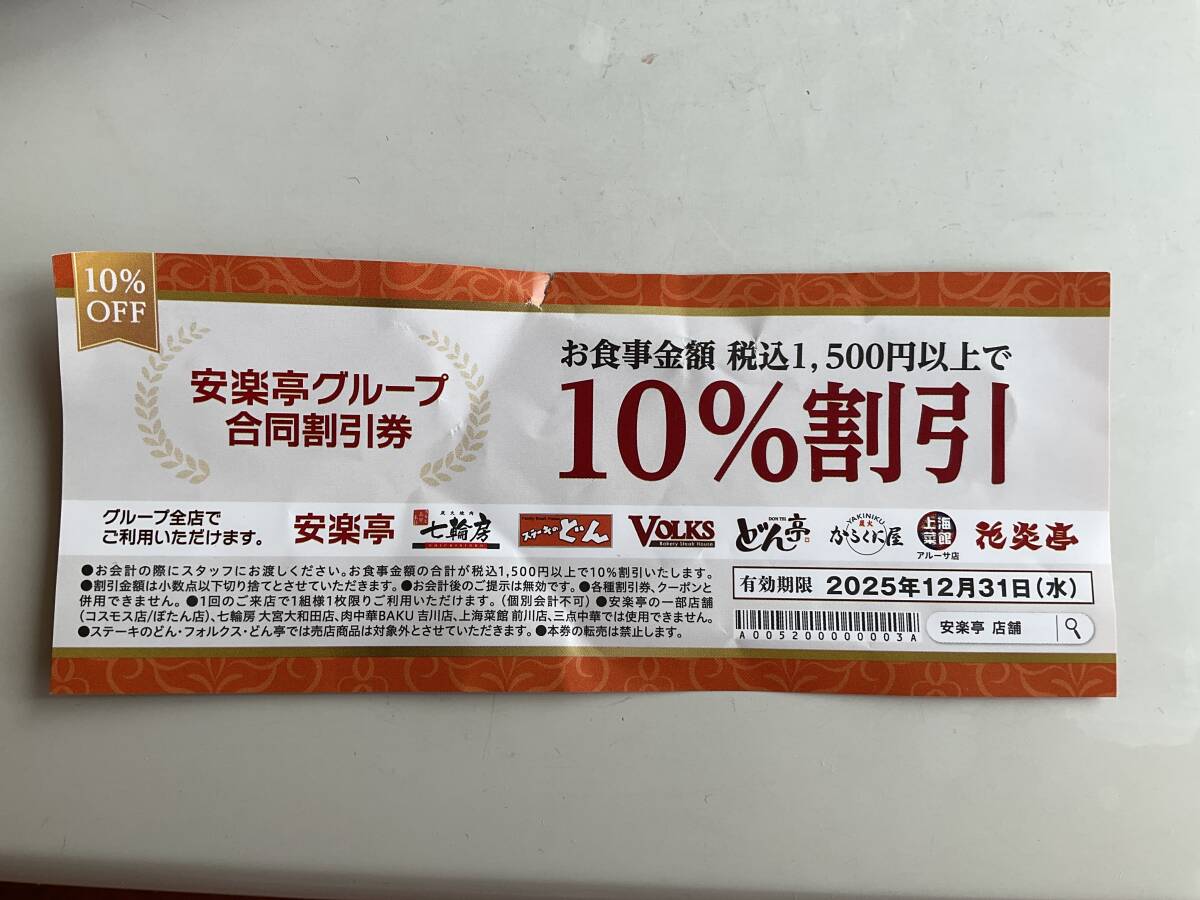 10%
OFF
安楽亭グループ
合同割引券
お食事金額 税込1,500円以上で
10%割引
グループ全店で
ご利用いただけます。
安楽亭
炭火焼肉
七輪房
ステーキのどん
VOLKS
Bakery Steak House
DON TEI
どん亭
YAKINIKU
炭火
からくに屋
上海
菜館
アルーサ店
花炎亭
●お会計の際にスタッフにお渡しください。お食事金額の合計が税込1,500円以上で10%割引いたします。
●割引金額は小数点以下切り捨てとさせていただきます。●お会計後のご提示は無効です。●各種割引券、クーポンと
併用できません。●1回のご来店で1組様1枚限りご利用いただけます。(個別会計不可)●安楽亭の一部店舗
(コスモス店/ぼたん店)、七輪房 大宮大和田店、肉中華BAKU 吉川店、上海菜館 前川店、三点中華では使用できません。
●ステーキのどん・フォルクス・どん亭では売店商品は対象外とさせていただきます。●本券の転売は禁止します。
有効期限 2025年12月31日(水)
A0052000000003A
安楽亭 店舗